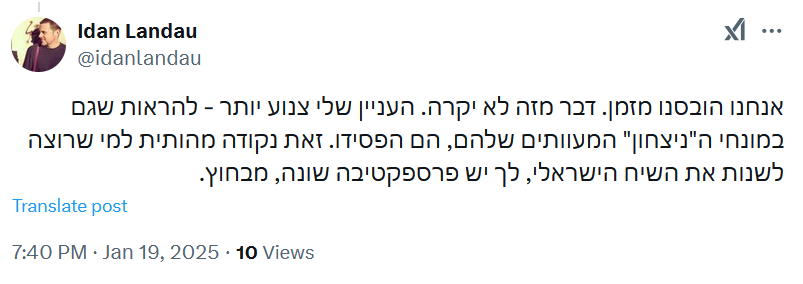 Idan Landau
@idanlandau
אנחנו הובסנו מזמן. דבר מזה לא יקרה. העניין שלי צנוע יותר - להראות שגם
במונחי ה"ניצחון" המעוותים שלהם, הם הפסידו. זאת נקודה מהותית למי שרוצה
לשנות את השיח הישראלי, לך יש פרספקטיבה שונה, מבחוץ.
Translate post
7:40 PM · Jan 19, 2025 · 10 Views